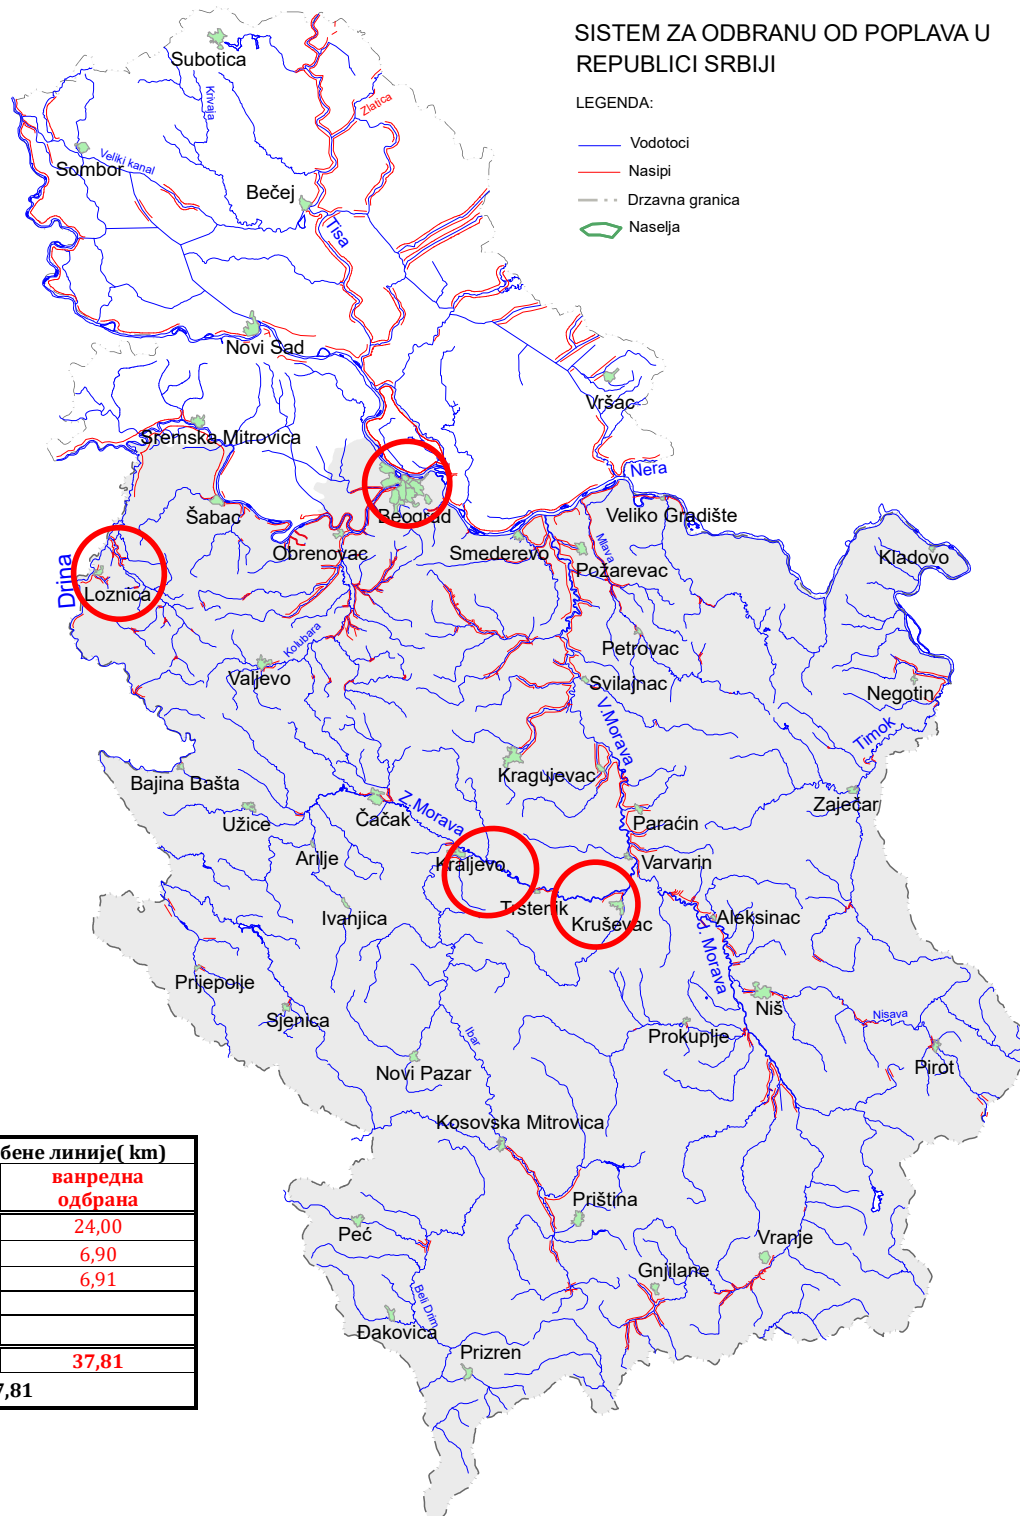 SISTEM ZA ODBRANU OD POPLAVA U
REPUBLICI SRBIJI
LEGENDA:
Vodotoci
Nasipi
Drzavna granica
Naselja
Subotica
Krivaja
Zlatica
Sombor
Veliki kanal
Bečej
Tisa
Novi Sad
Vršac
Sremska Mitrovica
Nera
Šabac
Beograd
Veliko Gradište
Obrenovac
Smederevo
Mlava
Kladovo
Požarevac
Drina
Loznica
Kolubara
Petrovac
Valjevo
Svilajnac
Negotin
V.Morava
Timok
Kragujevac
Bajina Bašta
Zaječar
Užice
Čačak
Z.Morava
Paraćin
Arilje
Kraljevo
Varvarin
Ivanjica
Trstenik
Kruševac
Aleksinac
J. Morava
Prijepolje
Sjenica
Niš
Nisava
Ibar
Prokuplje
Novi Pazar
Pirot
Kosovska Mitrovica
Priština
Peć
Vranje
Gnjilane
Beli Drim
Đakovica
Prizren
бене линије( km)
ванредна
одбрана
24,00
6,90
6,91
37,81
7,81